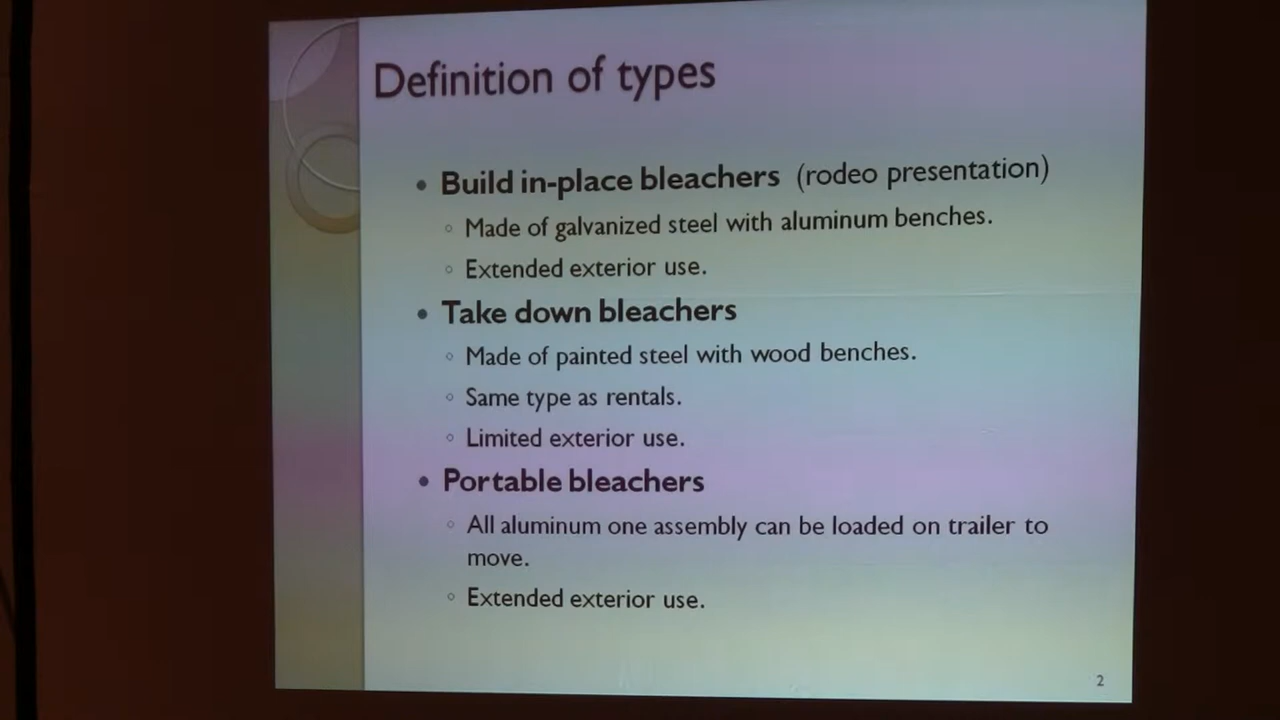 Definition of types
• Build in-place bleachers (rodeo presentation)
◦ Made of galvanized steel with aluminum benches.
◦ Extended exterior use.
• Take down bleachers
◦ Made of painted steel with wood benches.
◦ Same type as rentals.
◦ Limited exterior use.
• Portable bleachers
◦ All aluminum one assembly can be loaded on trailer to
move.
◦ Extended exterior use.
2